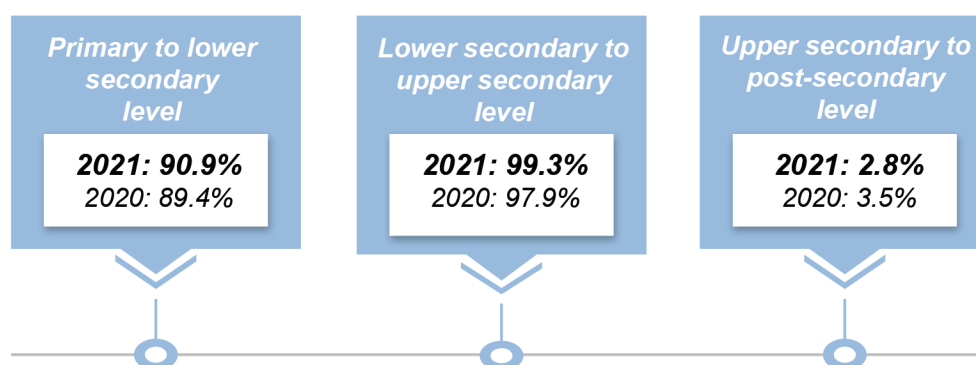 Primary to lower
secondary
level
2021: 90.9%
2020: 89.4%
Lower secondary to
upper secondary
level
2021: 99.3%
2020: 97.9%
Upper secondary to
post-secondary
level
2021: 2.8%
2020: 3.5%